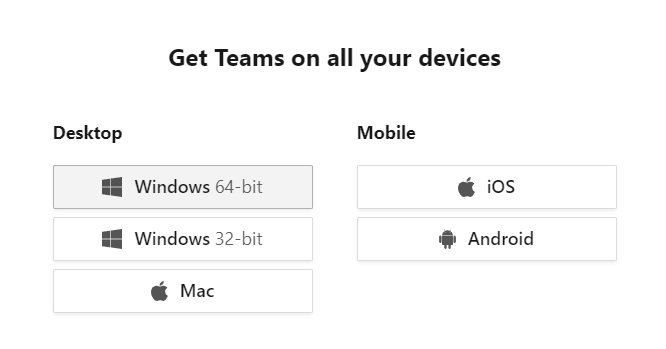 Get Teams on all your devices
Desktop
Windows 64-bit
Windows 32-bit
Mac
Mobile
iOS
Android